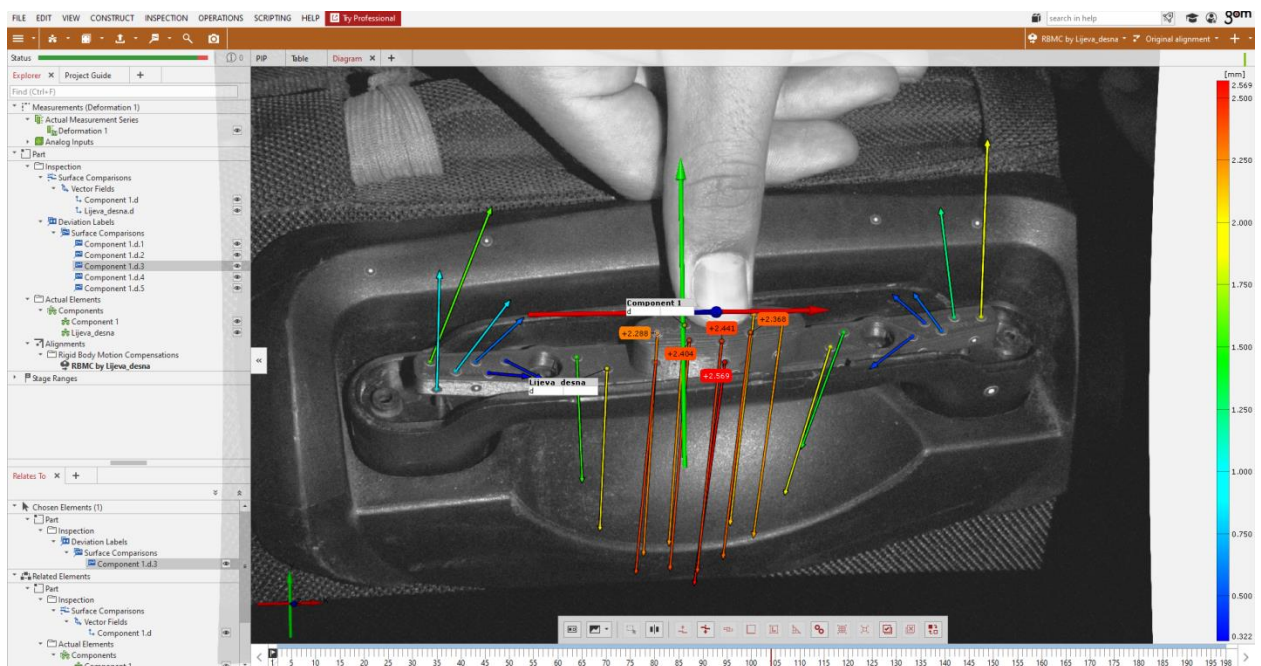 FILE EDIT VIEW CONSTRUCT INSPECTION OPERATIONS SCRIPTING HELP Try Professional search in help gom
RBMC by Lijeva_desna Original alignment
Status 0 PIP Table Diagram
Explorer Project Guide
Find (Ctrl+F)
Measurements (Deformation 1)
Actual Measurement Series
Deformation 1
Analog Inputs
Part
Inspection
Surface Comparisons
Vector Fields
Component 1.d
Lijeva_desna.d
Deviation Labels
Surface Comparisons
Component 1.d.1
Component 1.d.2
Component 1.d.3
Component 1.d.4
Component 1.d.5
Actual Elements
Components
Component 1
Lijeva_desna
Alignments
Rigid Body Motion Compensations
RBMC by Lijeva_desna
Stage Ranges
Relates To
Chosen Elements (1)
Part
Inspection
Deviation Labels
Surface Comparisons
Component 1.d.3
Related Elements
Part
Inspection
Surface Comparisons
Vector Fields
Component 1.d
Actual Elements
Components
Component 1
Component 1
d
+2.288
+2.441
+2.368
+2.404
+2.569
Lijeva desna
d
[mm]
2.569
2.500
2.250
2.000
1.750
1.500
1.250
1.000
0.750
0.500
0.322
1 5 10 15 20 25 30 35 40 45 50 55 60 65 70 75 80 85 90 95 100 105 110 115 120 125 130 135 140 145 150 155 160 165 170 175 180 185 190 195 198